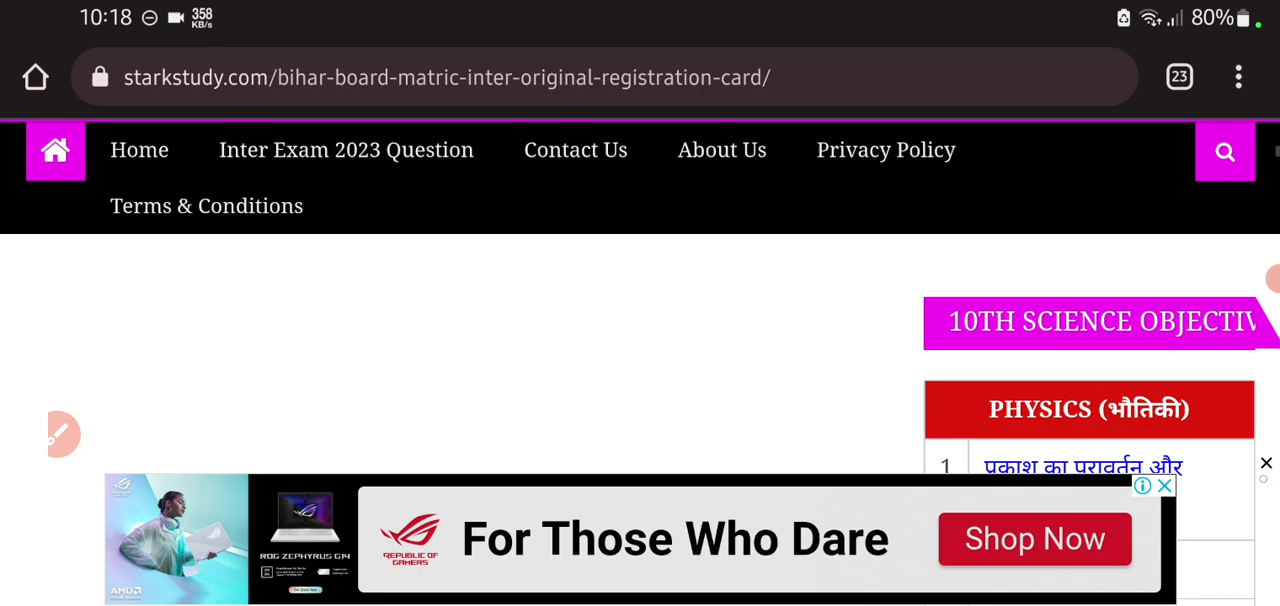 10:18 358 KB/s 80%
starkstudy.com/bihar-board-matric-inter-original-registration-card/ 23
Home Inter Exam 2023 Question Contact Us About Us Privacy Policy
Terms & Conditions
10TH SCIENCE OBJECTIV
PHYSICS (भौतिकी)
1 प्रकाश का परावर्तन और
For Those Who Dare
REPUBLIC OF GAMERS
Shop Now
ROG ZEPHYRUS G14
AMD